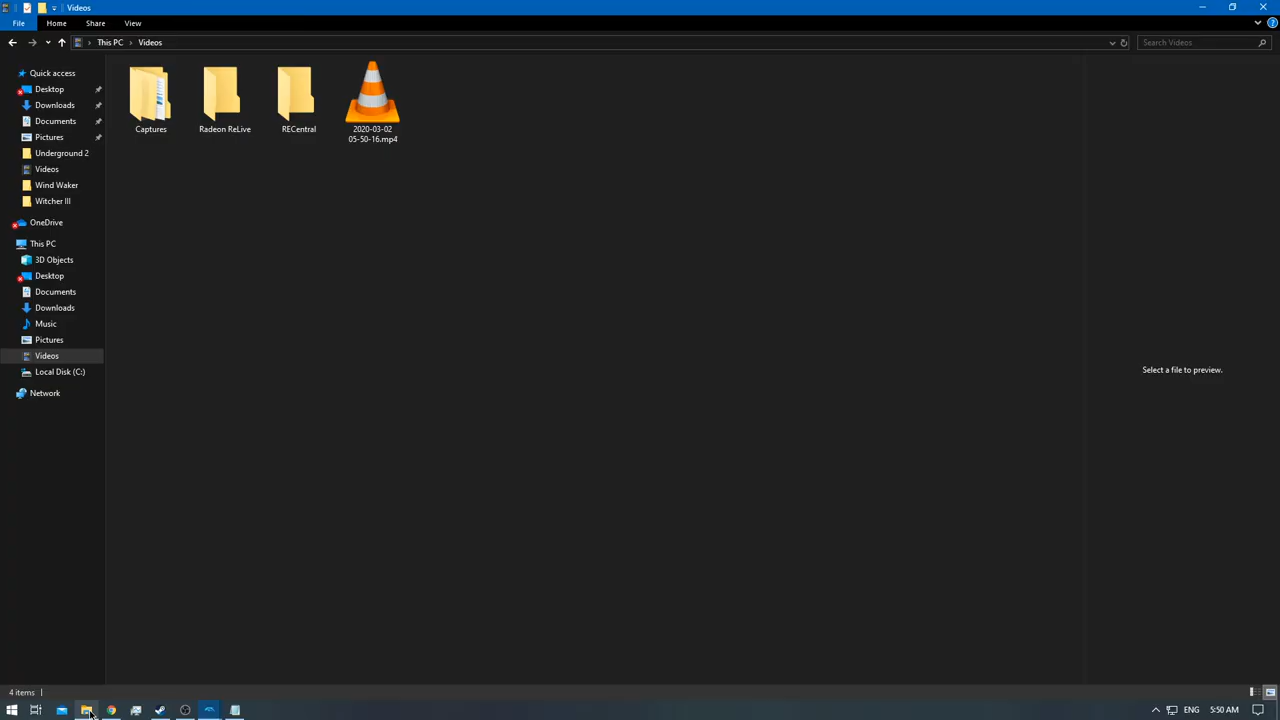 Videos
File Home Share View
This PC Videos Search Videos
Quick access
Desktop
Downloads
Documents
Pictures
Underground 2
Videos
Wind Waker
Witcher III
OneDrive
This PC
3D Objects
Desktop
Documents
Downloads
Music
Pictures
Videos
Local Disk (C:)
Network
Captures
Radeon ReLive
RECentral
2020-03-02
05-50-16.mp4
Select a file to preview.
4 items
ENG 5:50 AM